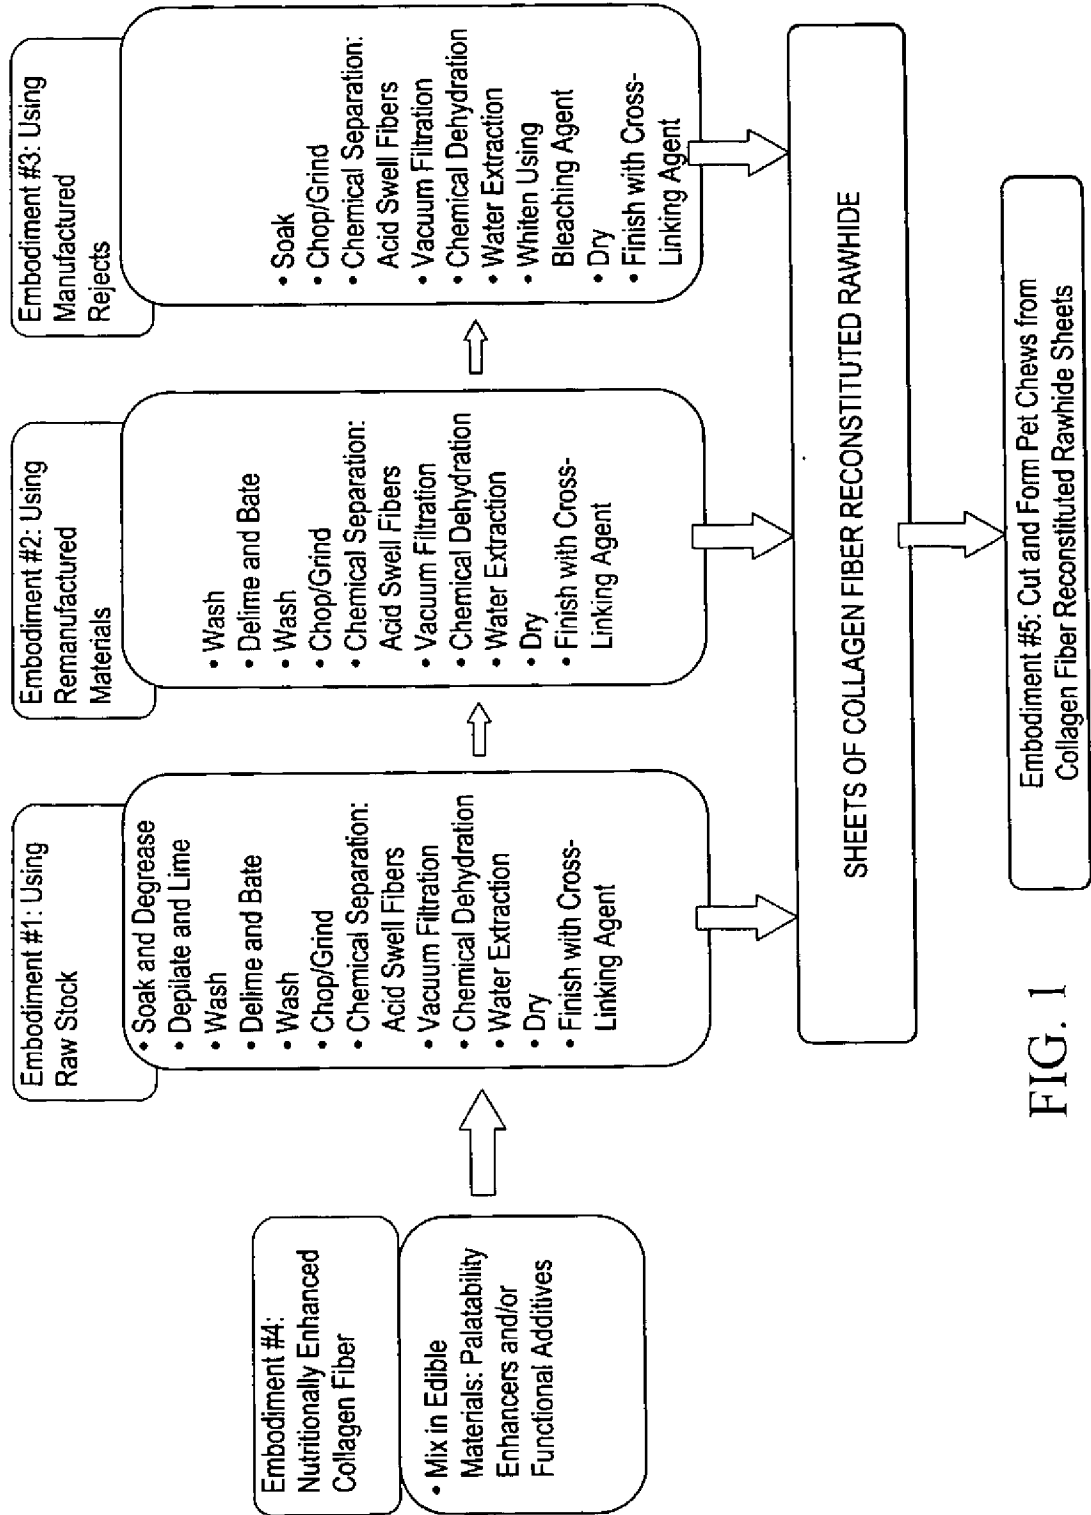 Embodiment #4:
Nutritionally Enhanced
Collagen Fiber
• Mix in Edible
Materials: Palatability
Enhancers and/or
Functional Additives
Embodiment #1: Using
Raw Stock
• Soak and Degrease
• Depilate and Lime
• Wash
• Delime and Bate
• Wash
• Chop/Grind
• Chemical Separation:
Acid Swell Fibers
• Vacuum Filtration
• Chemical Dehydration
• Water Extraction
• Dry
• Finish with Cross-
Linking Agent
Embodiment #2: Using
Remanufactured
Materials
• Wash
• Delime and Bate
• Wash
• Chop/Grind
• Chemical Separation:
Acid Swell Fibers
• Vacuum Filtration
• Chemical Dehydration
• Water Extraction
• Dry
• Finish with Cross-
Linking Agent
Embodiment #3: Using
Manufactured
Rejects
• Soak
• Chop/Grind
• Chemical Separation:
Acid Swell Fibers
• Vacuum Filtration
• Chemical Dehydration
• Water Extraction
• Whiten Using
Bleaching Agent
• Dry
• Finish with Cross-
Linking Agent
SHEETS OF COLLAGEN FIBER RECONSTITUTED RAWHIDE
Embodiment #5: Cut and Form Pet Chews from
Collagen Fiber Reconstituted Rawhide Sheets
FIG. 1